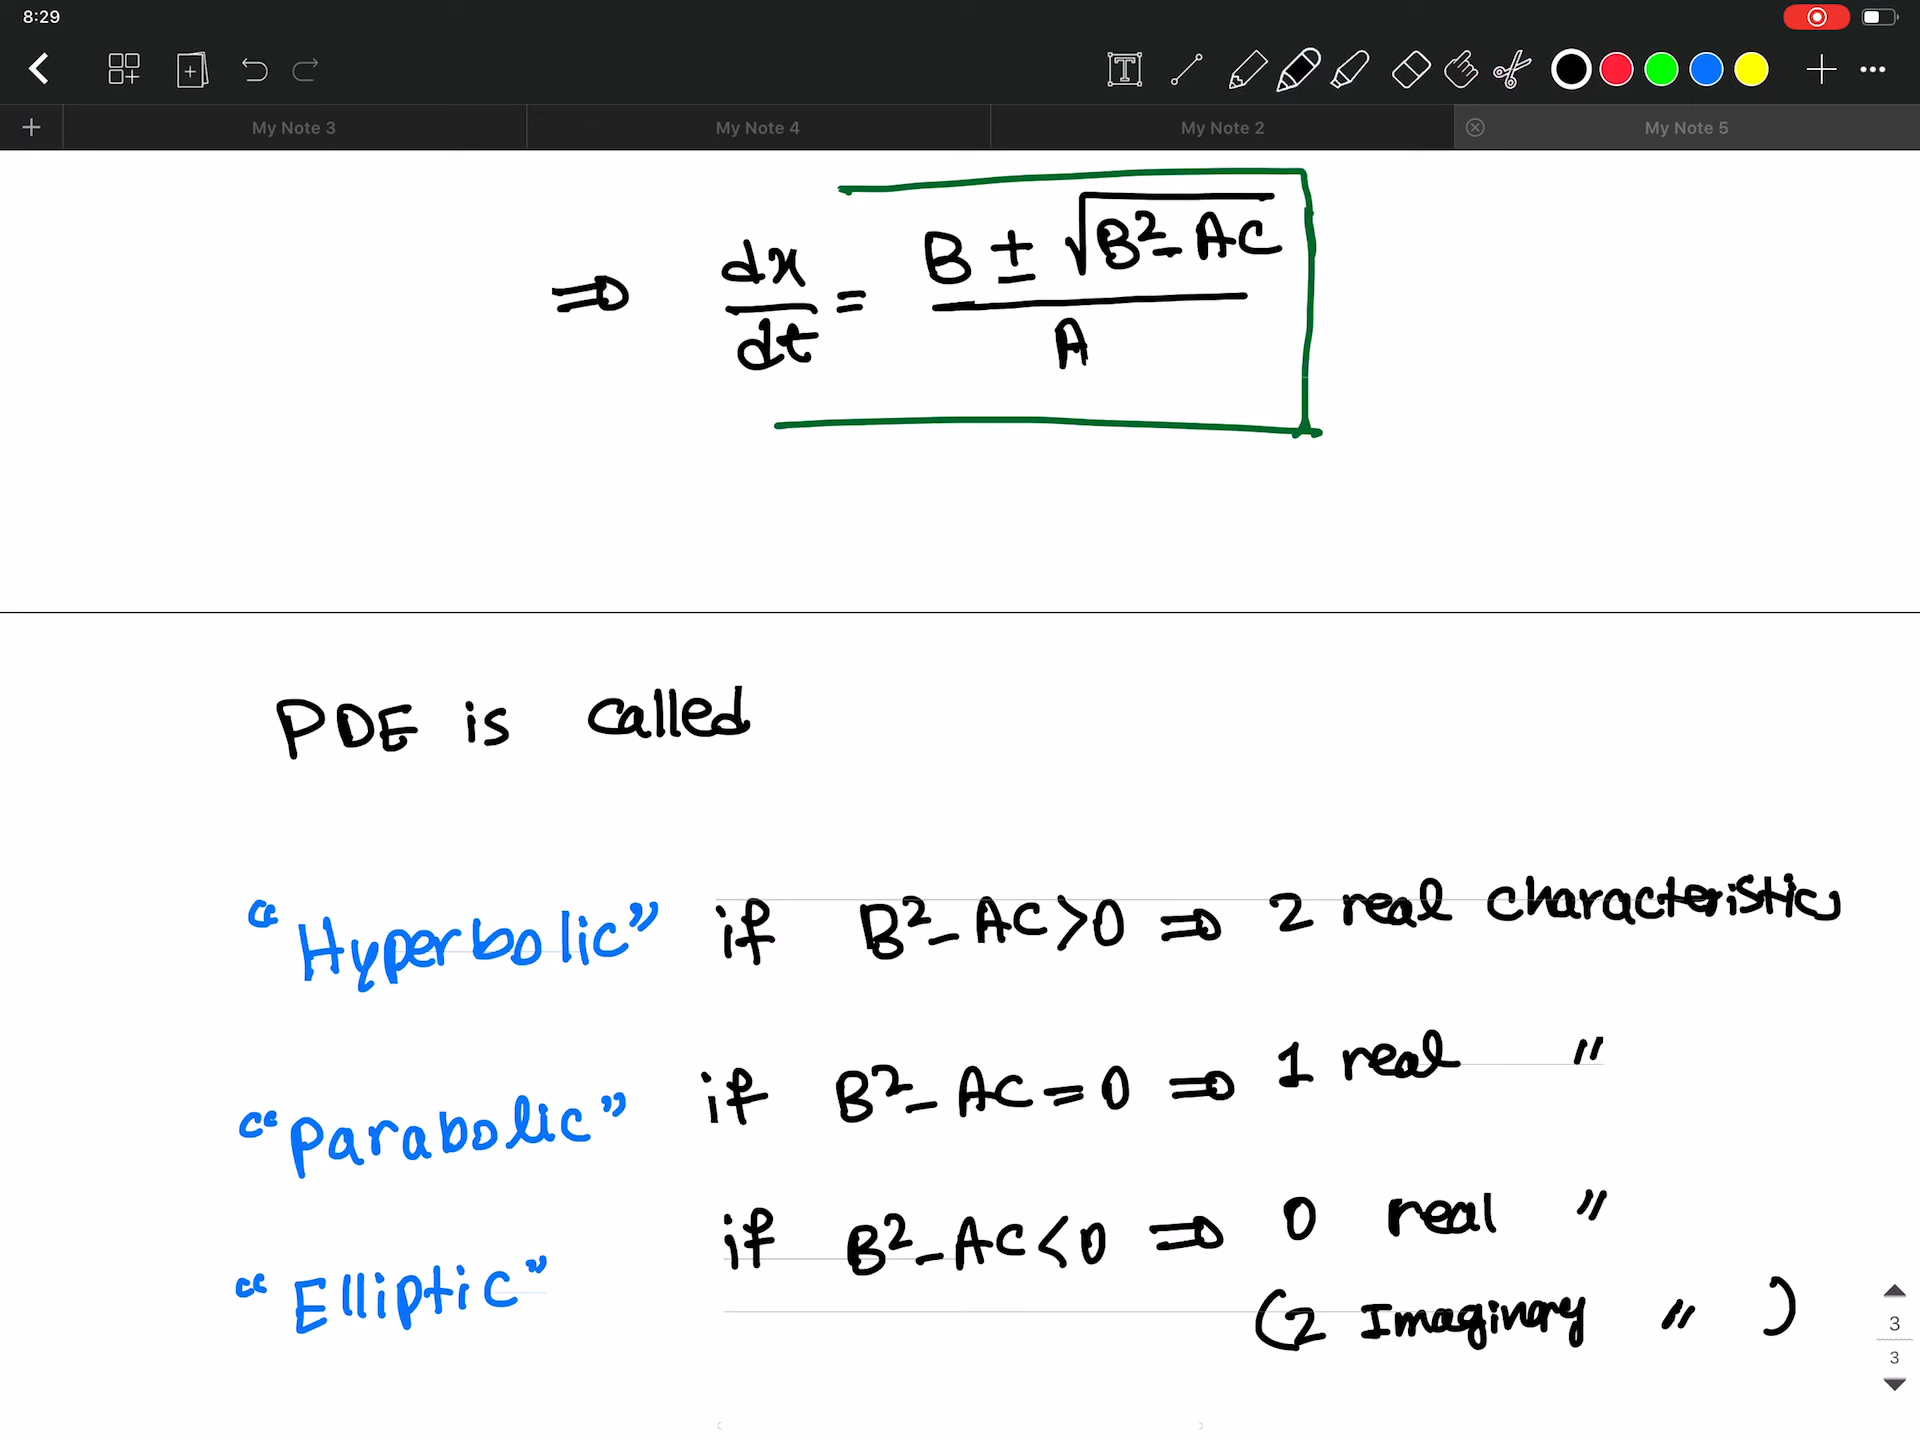 8:29
My Note 3 My Note 4 My Note 2 My Note 5
⇒ dx/dt = (B ± √(B² - AC)) / A
PDE is called
"Hyperbolic" if B² - AC > 0 ⇒ 2 real characteristics
"Parabolic" if B² - AC = 0 ⇒ 1 real "
"Elliptic" if B² - AC < 0 ⇒ 0 real "
(2 Imaginary " )
3
3